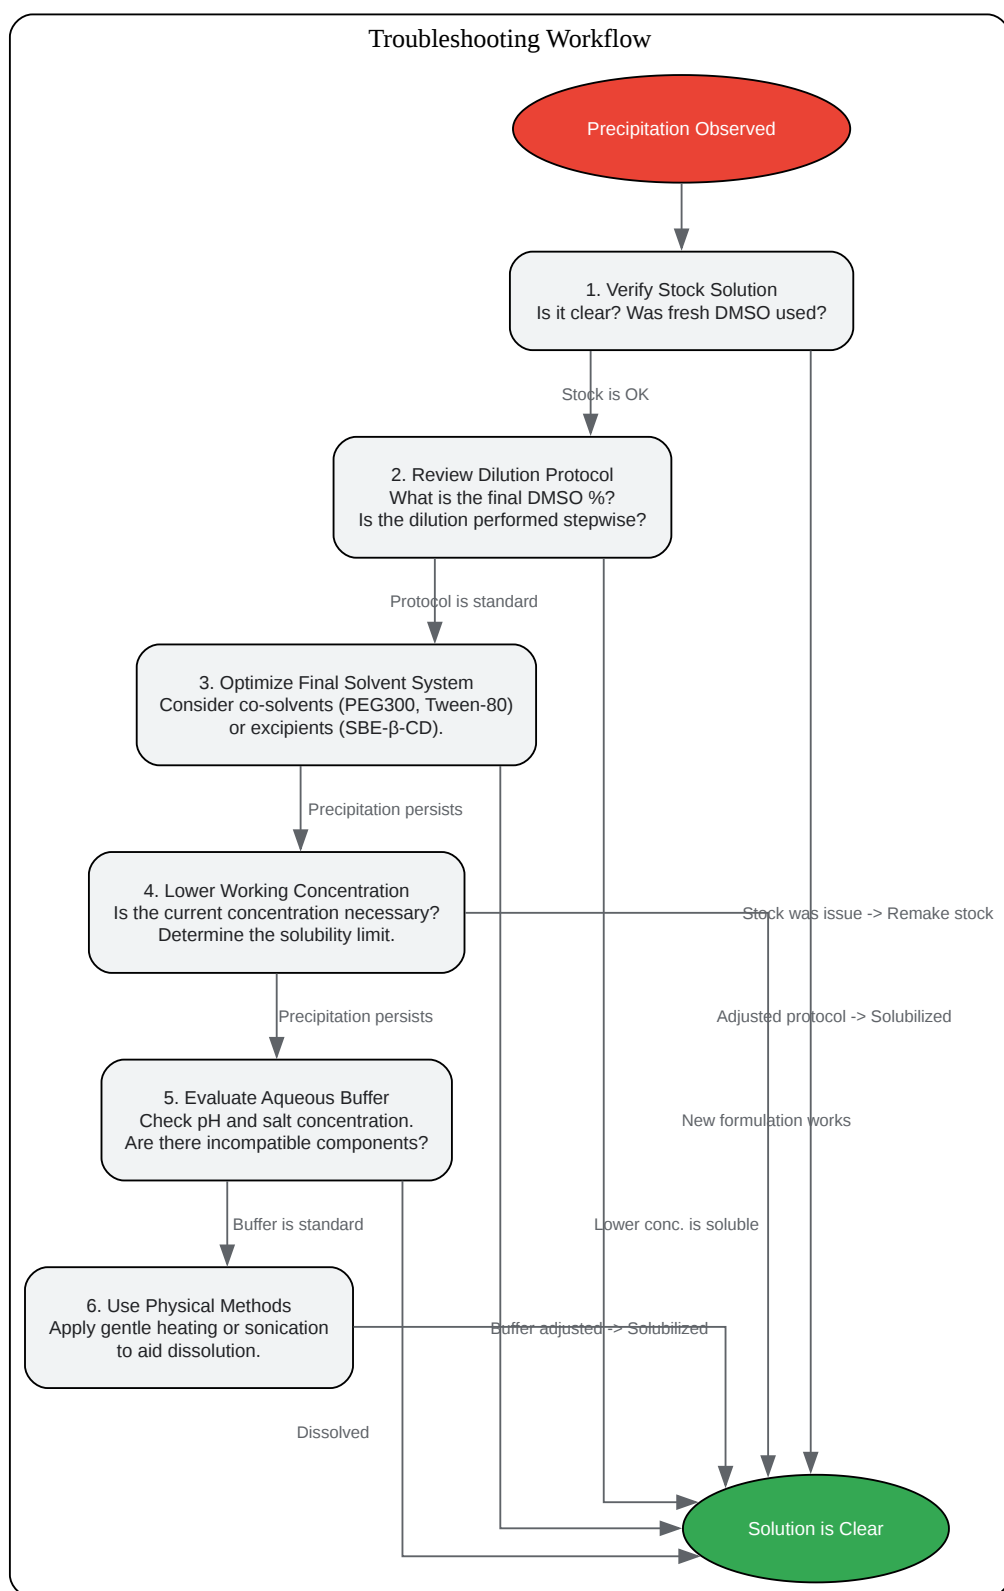 Troubleshooting Workflow
Precipitation Observed
1. Verify Stock Solution
Is it clear? Was fresh DMSO used?
Stock is OK
2. Review Dilution Protocol
What is the final DMSO %?
Is the dilution performed stepwise?
Protocol is standard
3. Optimize Final Solvent System
Consider co-solvents (PEG300, Tween-80)
or excipients (SBE-β-CD).
Precipitation persists
4. Lower Working Concentration
Is the current concentration necessary?
Determine the solubility limit.
Stock was issue -> Remake stock
Precipitation persists
Adjusted protocol -> Solubilized
5. Evaluate Aqueous Buffer
Check pH and salt concentration.
Are there incompatible components?
New formulation works
Buffer is standard
Lower conc. is soluble
6. Use Physical Methods
Apply gentle heating or sonication
to aid dissolution.
Buffer adjusted -> Solubilized
Dissolved
Solution is Clear